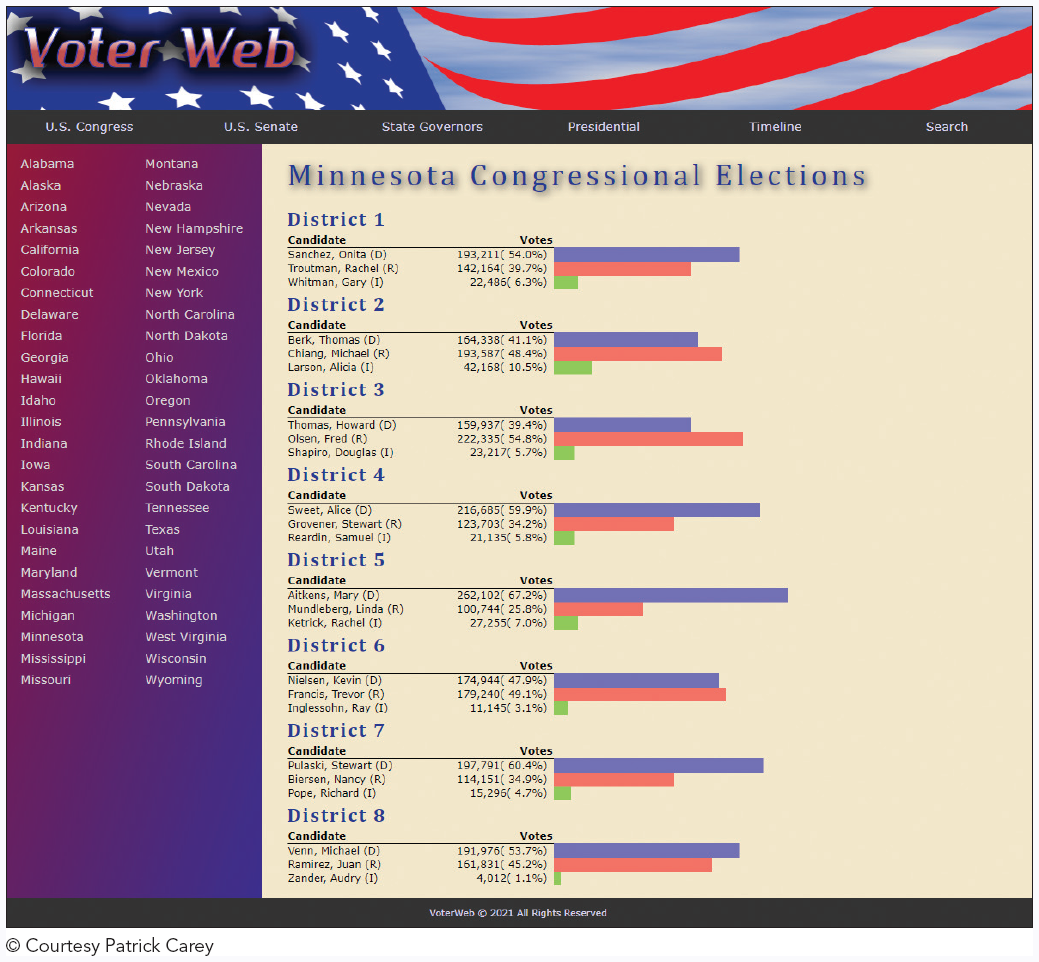 Voter Web
U.S. Congress U.S. Senate State Governors Presidential Timeline Search
Alabama
Alaska
Arizona
Arkansas
California
Colorado
Connecticut
Delaware
Florida
Georgia
Hawaii
Idaho
Illinois
Indiana
Iowa
Kansas
Kentucky
Louisiana
Maine
Maryland
Massachusetts
Michigan
Minnesota
Mississippi
Missouri
Montana
Nebraska
Nevada
New Hampshire
New Jersey
New Mexico
New York
North Carolina
North Dakota
Ohio
Oklahoma
Oregon
Pennsylvania
Rhode Island
South Carolina
South Dakota
Tennessee
Texas
Utah
Vermont
Virginia
Washington
West Virginia
Wisconsin
Wyoming
Minnesota Congressional Elections
District 1
Candidate Votes
Sanchez, Onita (D) 193,211( 54.0%)
Troutman, Rachel (R) 142,164( 39.7%)
Whitman, Gary (I) 22,486( 6.3%)
District 2
Candidate Votes
Berk, Thomas (D) 164,338( 41.1%)
Chiang, Michael (R) 193,587( 48.4%)
Larson, Alicia (I) 42,168( 10.5%)
District 3
Candidate Votes
Thomas, Howard (D) 159,937( 39.4%)
Olsen, Fred (R) 222,335( 54.8%)
Shapiro, Douglas (I) 23,217( 5.7%)
District 4
Candidate Votes
Sweet, Alice (D) 216,685( 59.9%)
Grovener, Stewart (R) 123,703( 34.2%)
Reardin, Samuel (I) 21,135( 5.8%)
District 5
Candidate Votes
Aitkens, Mary (D) 262,102( 67.2%)
Mundleberg, Linda (R) 100,744( 25.8%)
Ketrick, Rachel (I) 27,255( 7.0%)
District 6
Candidate Votes
Nielsen, Kevin (D) 174,944( 47.9%)
Francis, Trevor (R) 179,240( 49.1%)
Inglessohn, Ray (I) 11,145( 3.1%)
District 7
Candidate Votes
Pulaski, Stewart (D) 197,791( 60.4%)
Biersen, Nancy (R) 114,151( 34.9%)
Pope, Richard (I) 15,296( 4.7%)
District 8
Candidate Votes
Venn, Michael (D) 191,976( 53.7%)
Ramirez, Juan (R) 161,831( 45.2%)
Zander, Audry (I) 4,012( 1.1%)
VoterWeb © 2021 All Rights Reserved
© Courtesy Patrick Carey